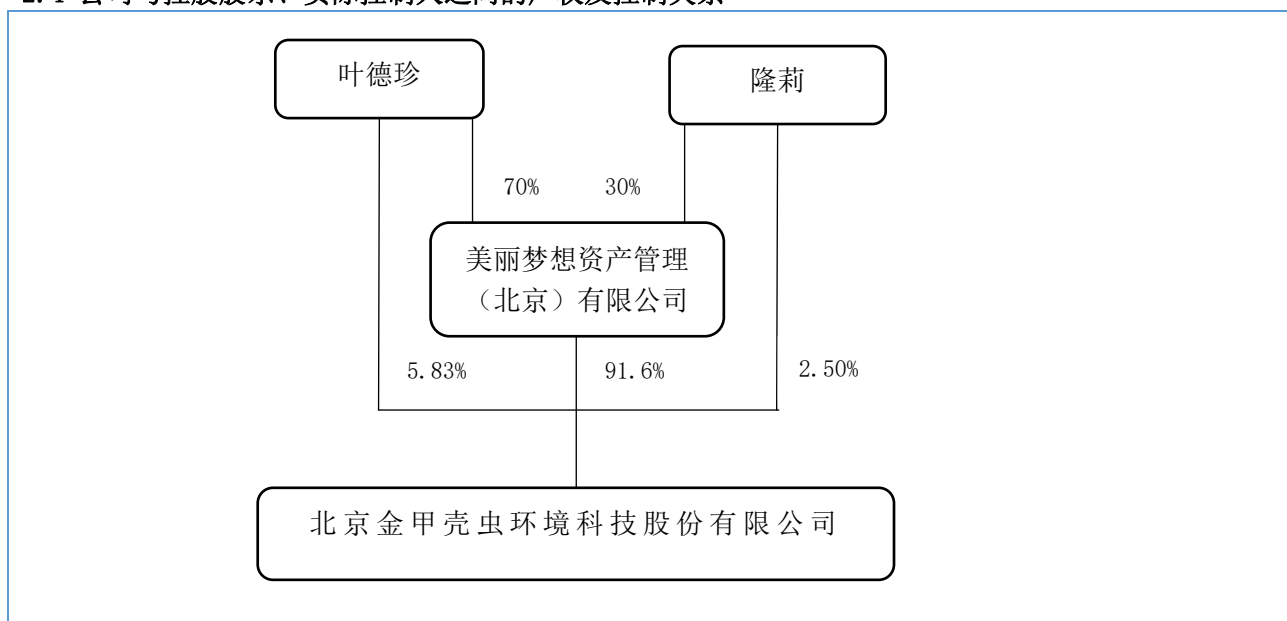 叶德珍
隆莉
70%
30%
美丽梦想资产管理
（北京）有限公司
5.83%
91.6%
2.50%
北京金甲壳虫环境科技股份有限公司